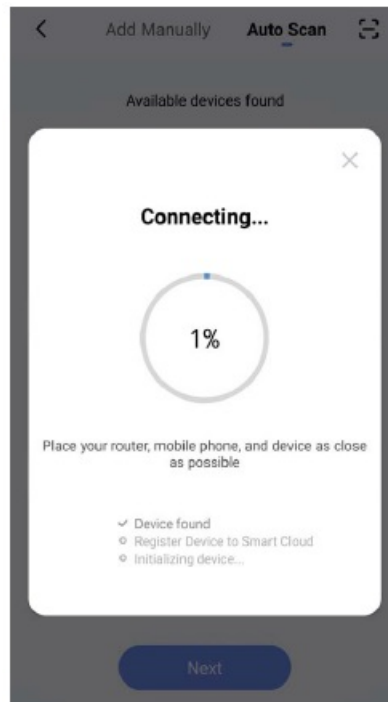 Add Manually Auto Scan
Available devices found
Connecting...
1%
Place your router, mobile phone, and device as close
as possible
Device found
Register Device to Smart Cloud
Initializing device...
Next